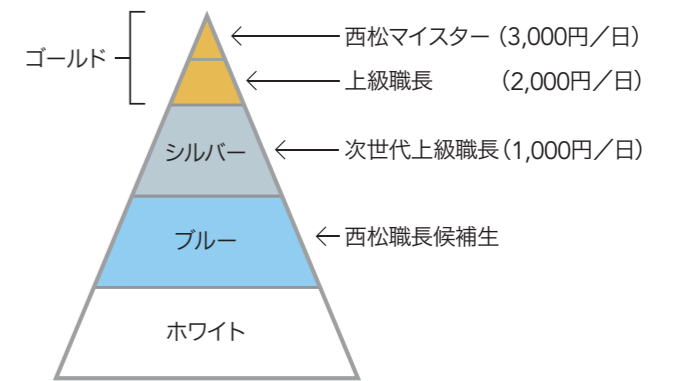 西松マイスター（3,000円／日）
ゴールド
上級職長　　　（2,000円／日）
シルバー
次世代上級職長（1,000円／日）
ブルー
西松職長候補生
ホワイト